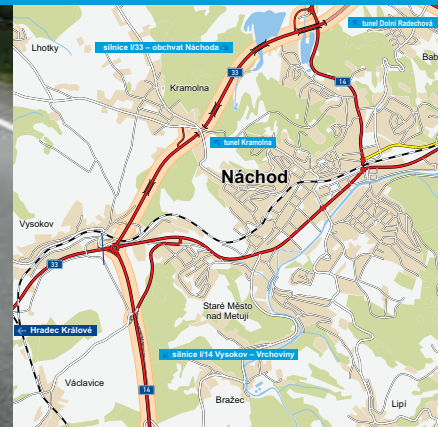 tunel Dolní Radechová
Lhotky
silnice I/33 – obchvat Náchoda
Bab
33
14
Kramolna
tunel Kramolna
Náchod
Vysokov
33
Staré Město
nad Metují
Hradec Králové
silnice I/14 Vysokov – Vrchoviny
Václavice
14
Bražec
Lipí